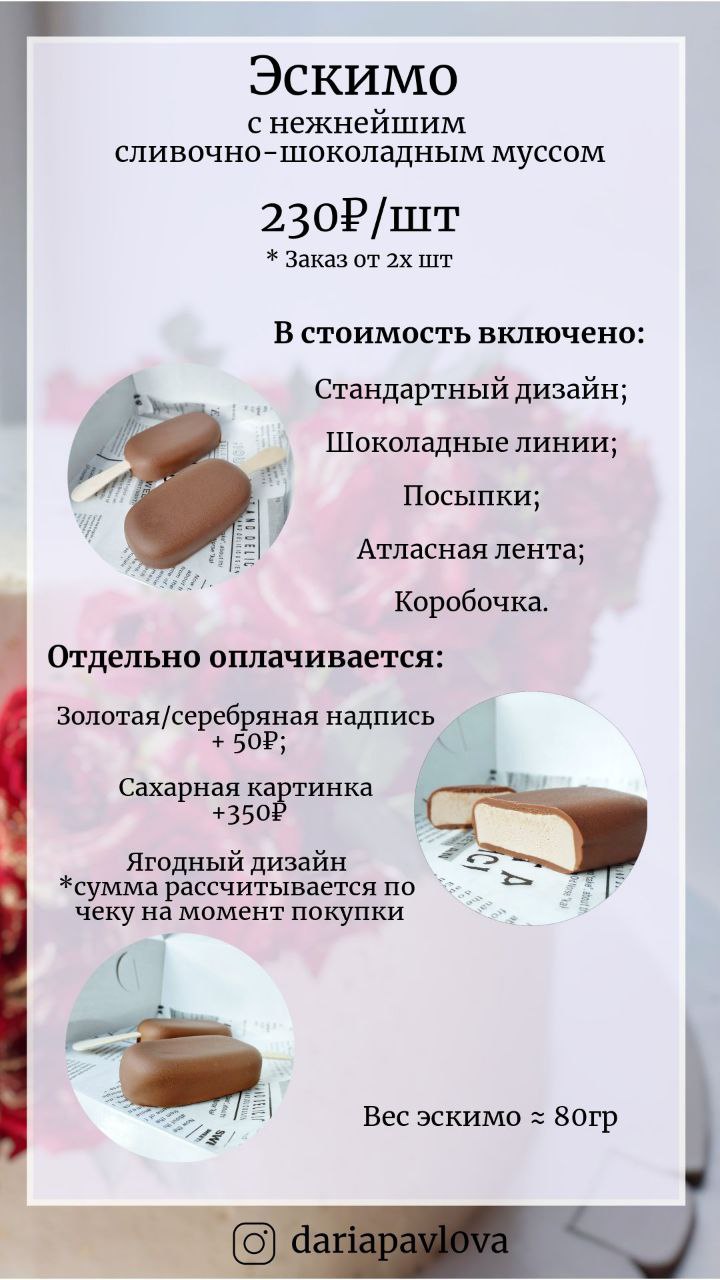 Эскимо
с нежнейшим
сливочно-шоколадным муссом
230₽/шт
* Заказ от 2х шт
В стоимость включено:
Стандартный дизайн;
Шоколадные линии;
Посыпки;
Атласная лента;
Коробочка.
Отдельно оплачивается:
Золотая/серебряная надпись
+ 50₽;
Сахарная картинка
+350₽
Ягодный дизайн
*сумма рассчитывается по
чеку на момент покупки
Вес эскимо ≈ 80гр
dariapavlova